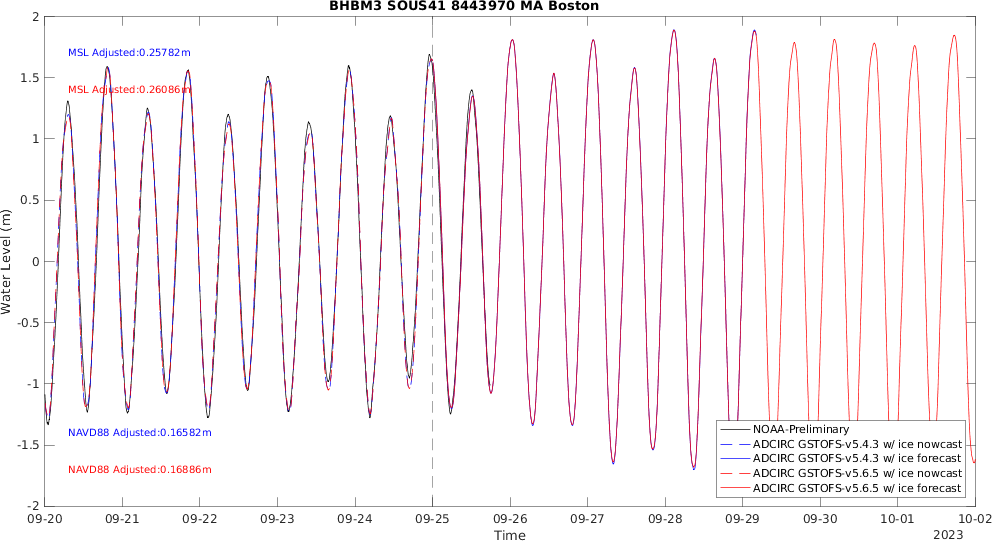 BHBM3 SOUS41 8443970 MA Boston
MSL Adjusted:0.25782m
MSL Adjusted:0.26086m
NAVD88 Adjusted:0.16582m
NAVD88 Adjusted:0.16886m
Water Level (m)
2
1.5
1
0.5
0
-0.5
-1
-1.5
-2
NOAA-Preliminary
ADCIRC GSTOFS-v5.4.3 w/ ice nowcast
ADCIRC GSTOFS-v5.4.3 w/ ice forecast
ADCIRC GSTOFS-v5.6.5 w/ ice nowcast
ADCIRC GSTOFS-v5.6.5 w/ ice forecast
09-20 09-21 09-22 09-23 09-24 09-25 09-26 09-27 09-28 09-29 09-30 10-01 10-02
Time
2023